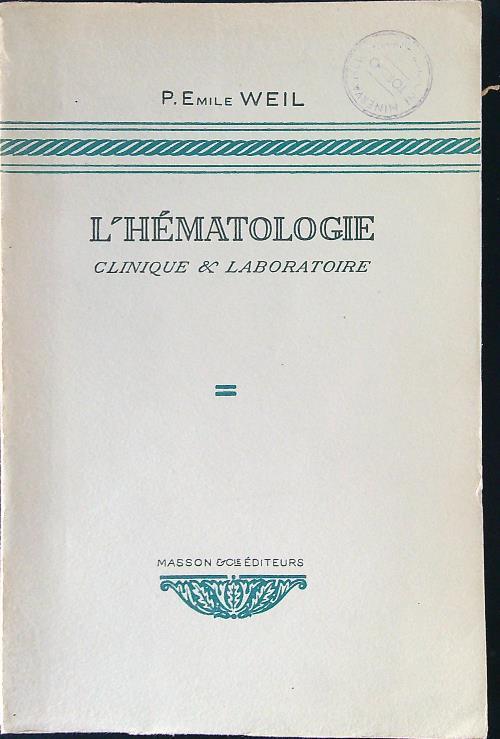 P. EMILE WEIL
L'HÉMATOLOGIE
CLINIQUE & LABORATOIRE
MASSON & CIE ÉDITEURS